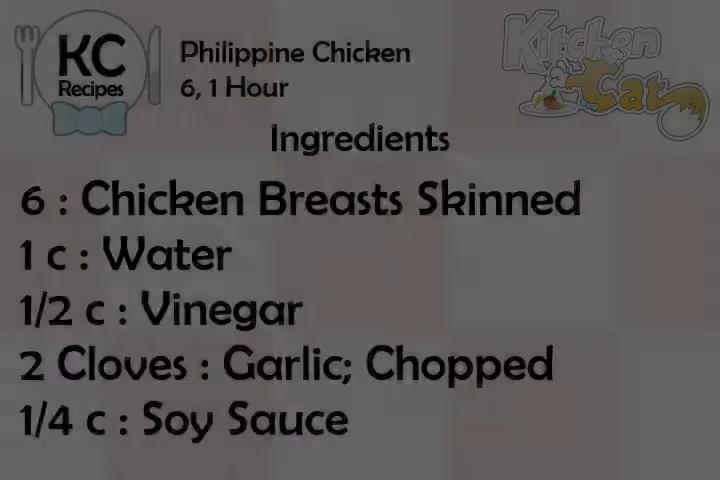 KC
Recipes
Philippine Chicken
6, 1 Hour
Kitchen
Cat
Ingredients
6 : Chicken Breasts Skinned
1 c : Water
1/2 c : Vinegar
2 Cloves : Garlic; Chopped
1/4 c : Soy Sauce